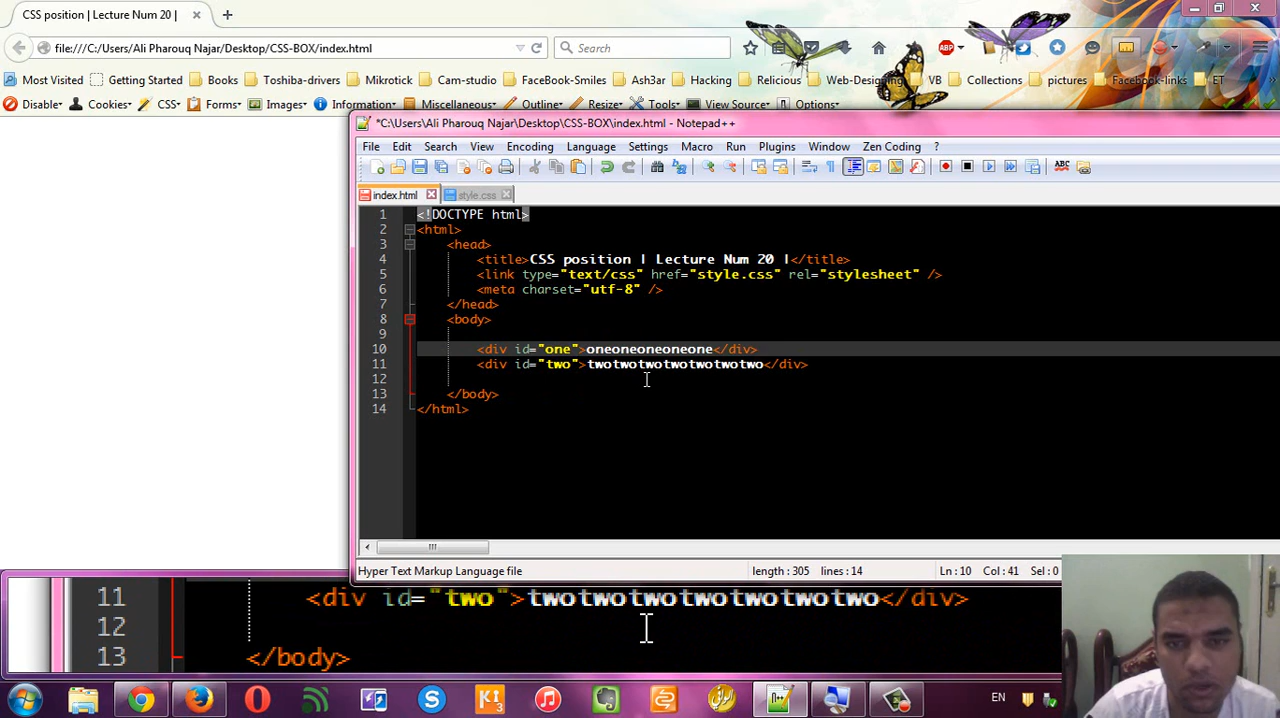 CSS position | Lecture Num 20 |
file:///C:/Users/Ali Pharouq Najar/Desktop/CSS-BOX/index.html
Search
ABP
Most Visited Getting Started Books Toshiba-drivers Mikrotick Cam-studio FaceBook-Smiles Ash3ar Hacking Relicious Web-Designing VB Collections pictures Facebook-links ET
Disable Cookies CSS Forms Images Information Miscellaneous Outline Resize Tools View Source Options
*C:\Users\Ali Pharouq Najar\Desktop\CSS-BOX\index.html - Notepad++
File Edit Search View Encoding Language Settings Macro Run Plugins Window Zen Coding ?
ABC
index.html style.css
1 <!DOCTYPE html>
2 <html>
3 <head>
4 <title>CSS position | Lecture Num 20 |</title>
5 <link type="text/css" href="style.css" rel="stylesheet" />
6 <meta charset="utf-8" />
7 </head>
8 <body>
9
10 <div id="one">oneoneoneoneone</div>
11 <div id="two">twotwotwotwotwotwotwo</div>
12
13 </body>
14 </html>
Hyper Text Markup Language file length:305 lines:14 Ln:10 Col:41 Sel:0
11 <div id="two">twotwotwotwotwotwotwo</div>
12
13 </body>
EN